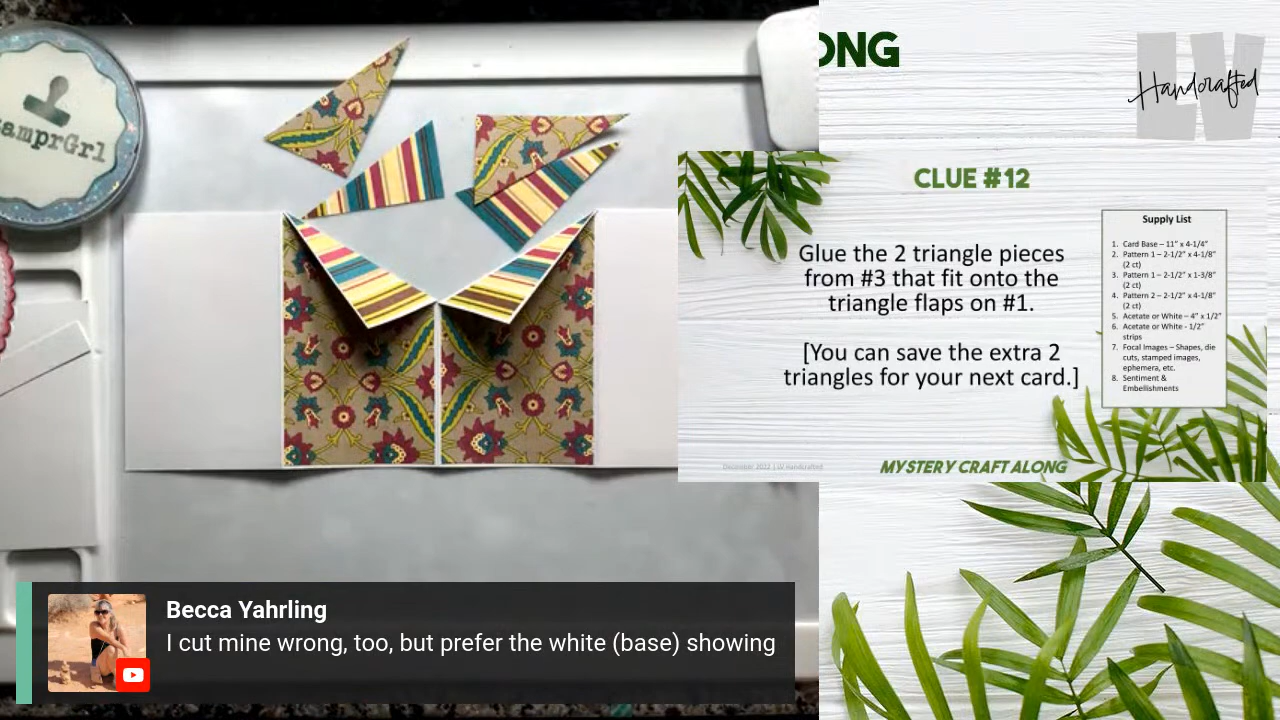 ONG
Handcrafted
amprGrl
CLUE #12
Glue the 2 triangle pieces
from #3 that fit onto the
triangle flaps on #1.
[You can save the extra 2
triangles for your next card.]
Supply List
1. Card Base – 11" x 4-1/4"
2. Pattern 1 – 2-1/2" x 4-1/8"
(2 ct)
3. Pattern 1 – 2-1/2" x 1-3/8"
(2 ct)
4. Pattern 2 – 2-1/2" x 4-1/8"
(2 ct)
5. Acetate or White – 4" x 1/2"
6. Acetate or White - 1/2"
strips
7. Focal Images – Shapes, die
cuts, stamped images,
ephemera, etc.
8. Sentiment &
Embellishments
December 2022 | LV Handcrafted
MYSTERY CRAFT ALONG
Becca Yahrling
I cut mine wrong, too, but prefer the white (base) showing